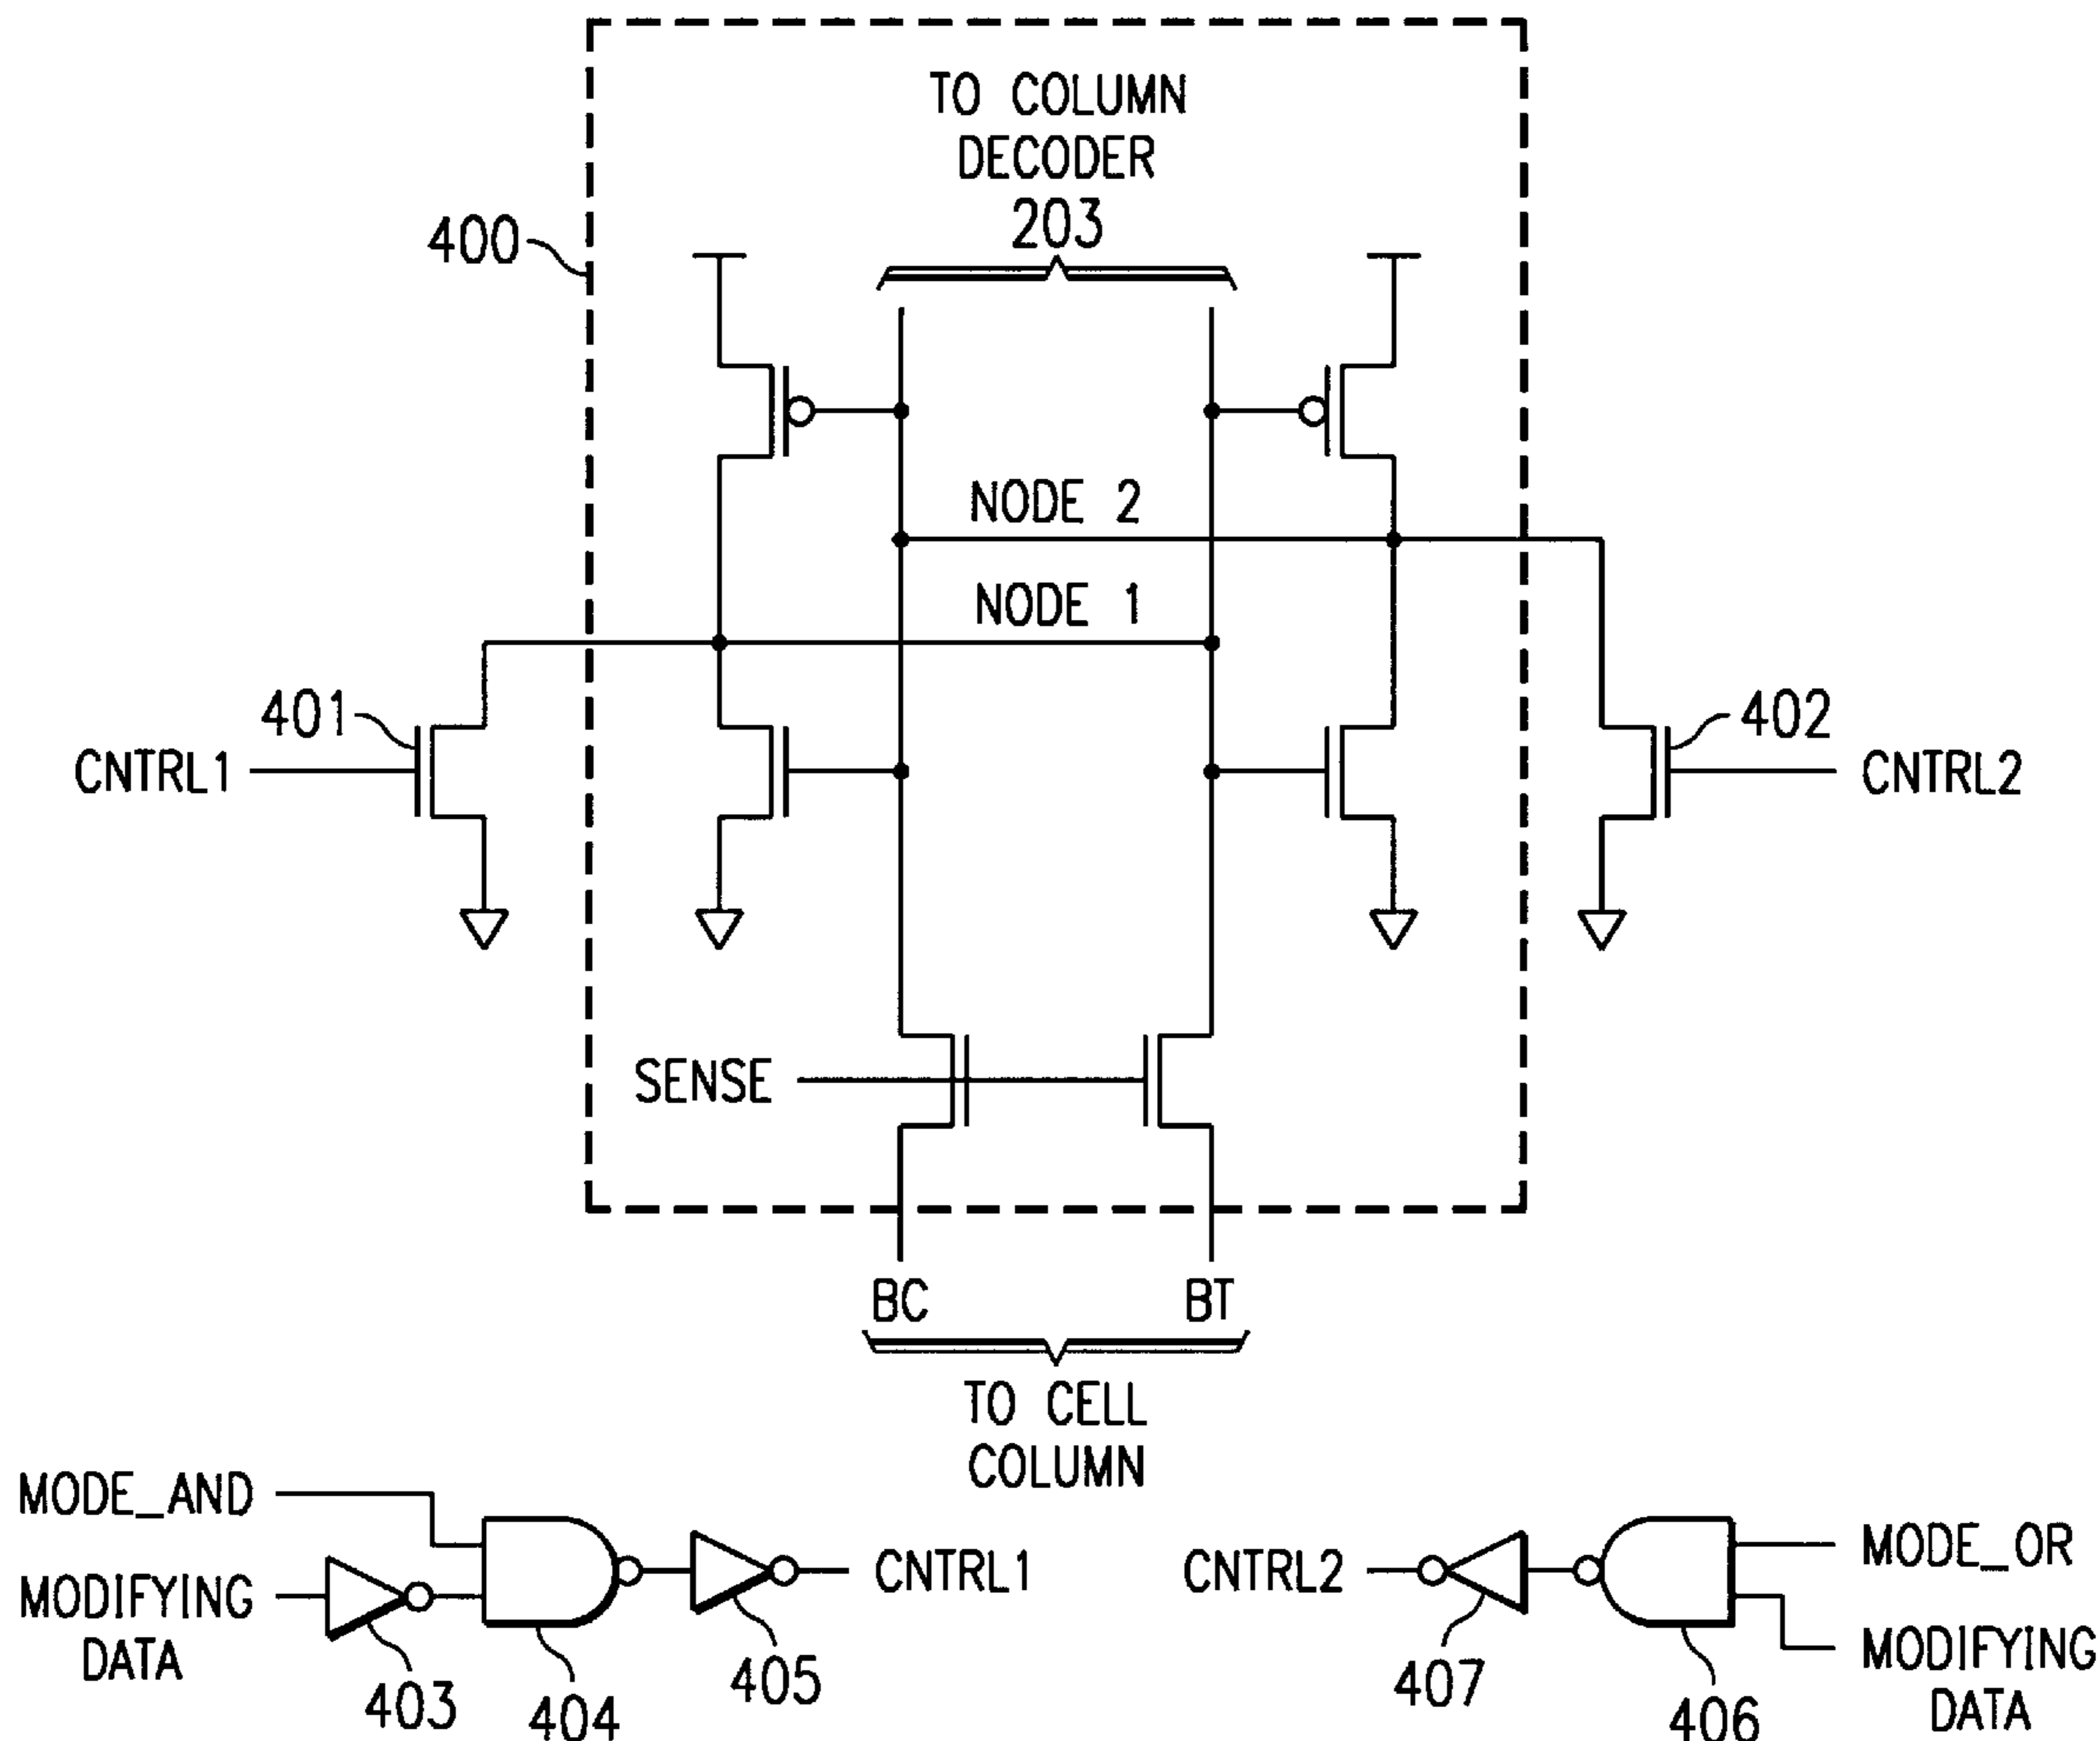 TO COLUMN
DECODER
203
400
NODE 2
NODE 1
401
402
CNTRL1
CNTRL2
SENSE
BC
BT
TO CELL
COLUMN
MODE_AND
MODIFYING
DATA
403
404
405
CNTRL1
CNTRL2
407
406
MODE_OR
MODIFYING
DATA